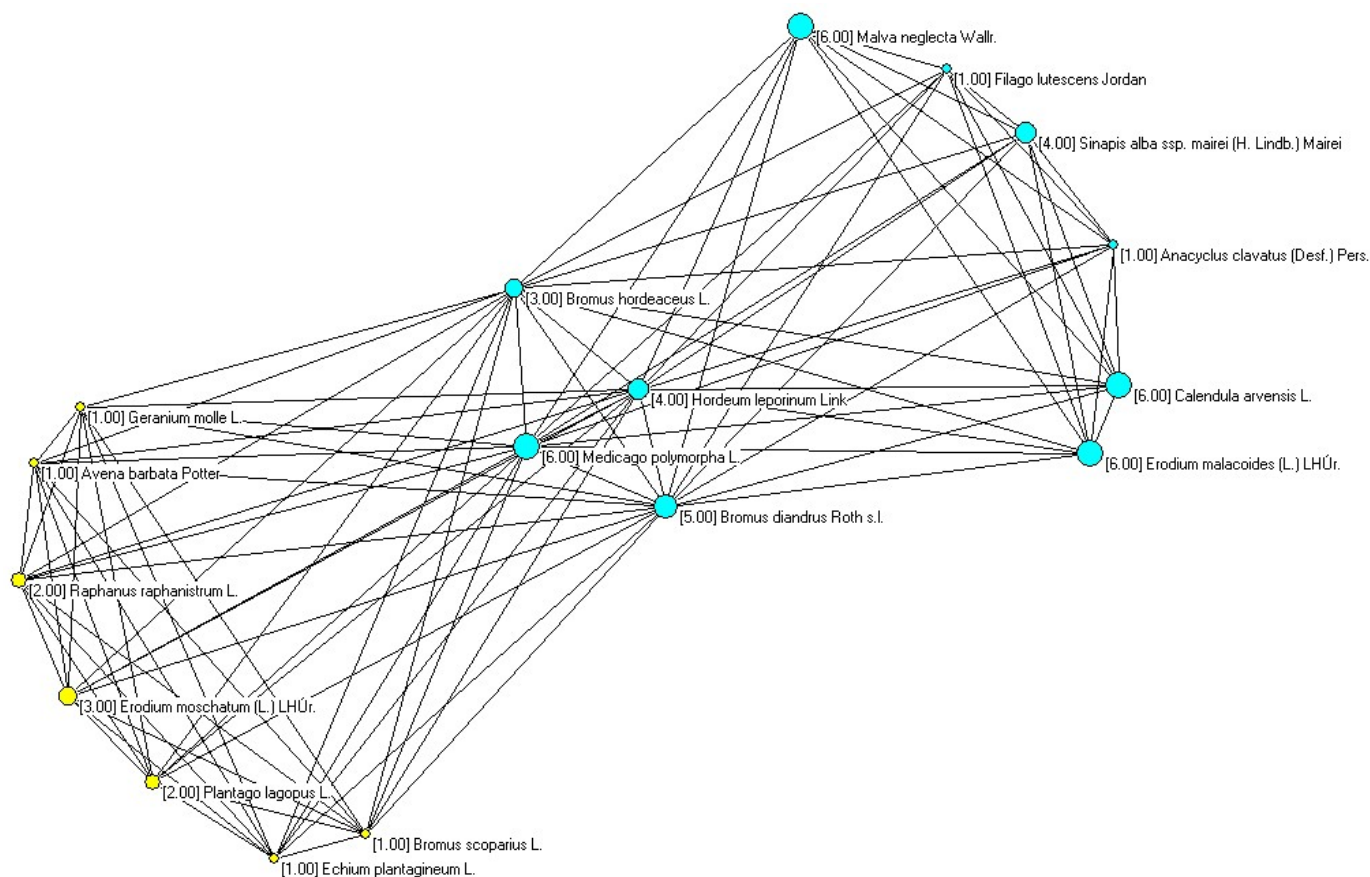 [6.00] Malva neglecta Wallr.
[1.00] Filago lutescens Jordan
[4.00] Sinapis alba ssp. mairei (H. Lindb.) Mairei
[1.00] Anacyclus clavatus (Desf.) Pers.
[3.00] Bromus hordeaceus L.
[6.00] Calendula arvensis L.
[4.00] Hordeum leporinum Link
[1.00] Geranium molle L.
[6.00] Medicago polymorpha L.
[6.00] Erodium malacoides (L.) LHÚr.
[1.00] Avena barbata Potter
[5.00] Bromus diandrus Roth s.l.
[2.00] Raphanus raphanistrum L.
[3.00] Erodium moschatum (L.) LHÚr.
[2.00] Plantago lagopus L.
[1.00] Bromus scoparius L.
[1.00] Echium plantagineum L.